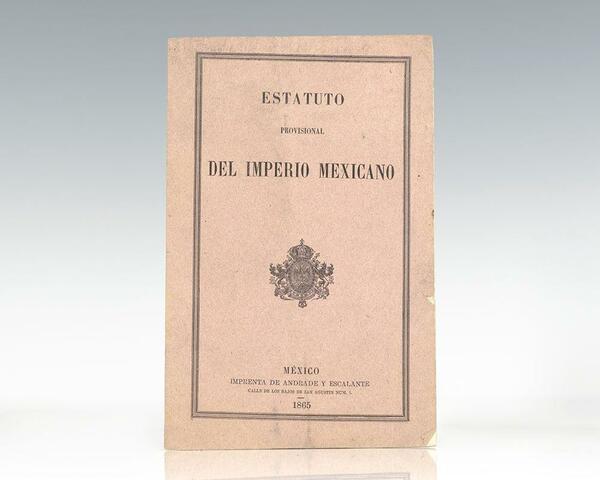 ESTATUTO
PROVISIONAL
DEL IMPERIO MEXICANO
MÉXICO
IMPRENTA DE ANDRADE Y ESCALANTE
CALLE DE LOS BAJOS DE SAN AGUSTIN NUM. 1.
1865